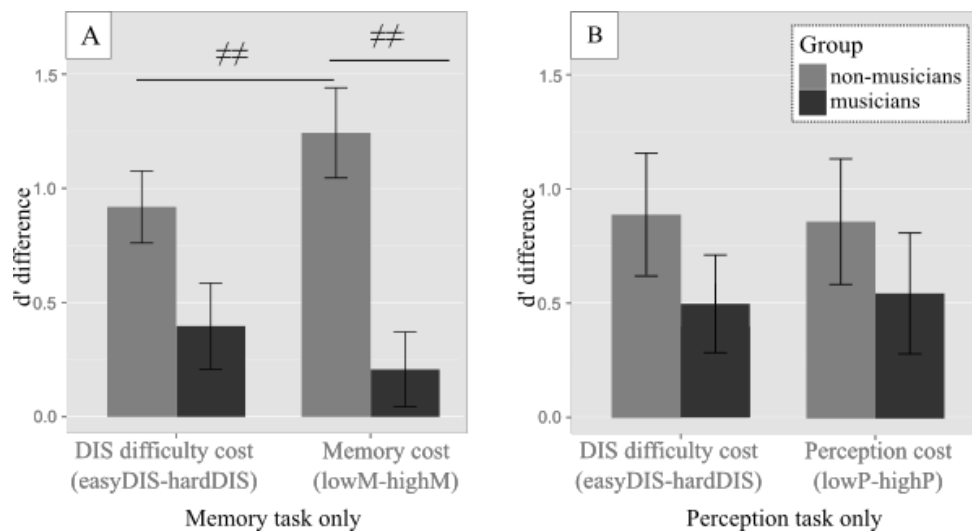 A
##
##
1.5
1.0
0.5
0.0
d' difference
DIS difficulty cost
(easyDIS-hardDIS)
Memory cost
(lowM-highM)
Memory task only
B
Group
non-musicians
musicians
1.5
1.0
0.5
0.0
d' difference
DIS difficulty cost
(easyDIS-hardDIS)
Perception cost
(lowP-highP)
Perception task only